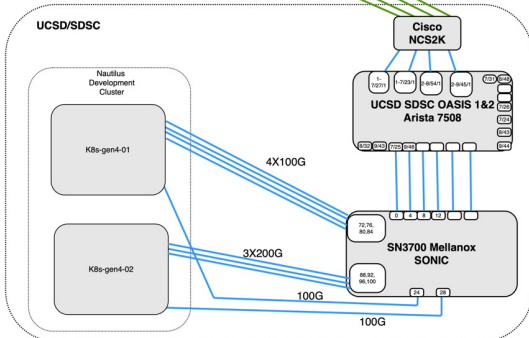 UCSD/SDSC
Cisco
NCS2K
Nautilus
Development
Cluster
1-
7/27/1
1-7/23/1
2-8/54/1
2-9/45/1
7/31
8/48
UCSD SDSC OASIS 1&2
Arista 7508
7/26
7/24
8/43
9/44
8/32
9/43
7/25
9/46
K8s-gen4-01
4X100G
0
4
8
12
72,76,
80,84
SN3700 Mellanox
SONIC
K8s-gen4-02
3X200G
88,92,
96,100
100G
24
28
100G